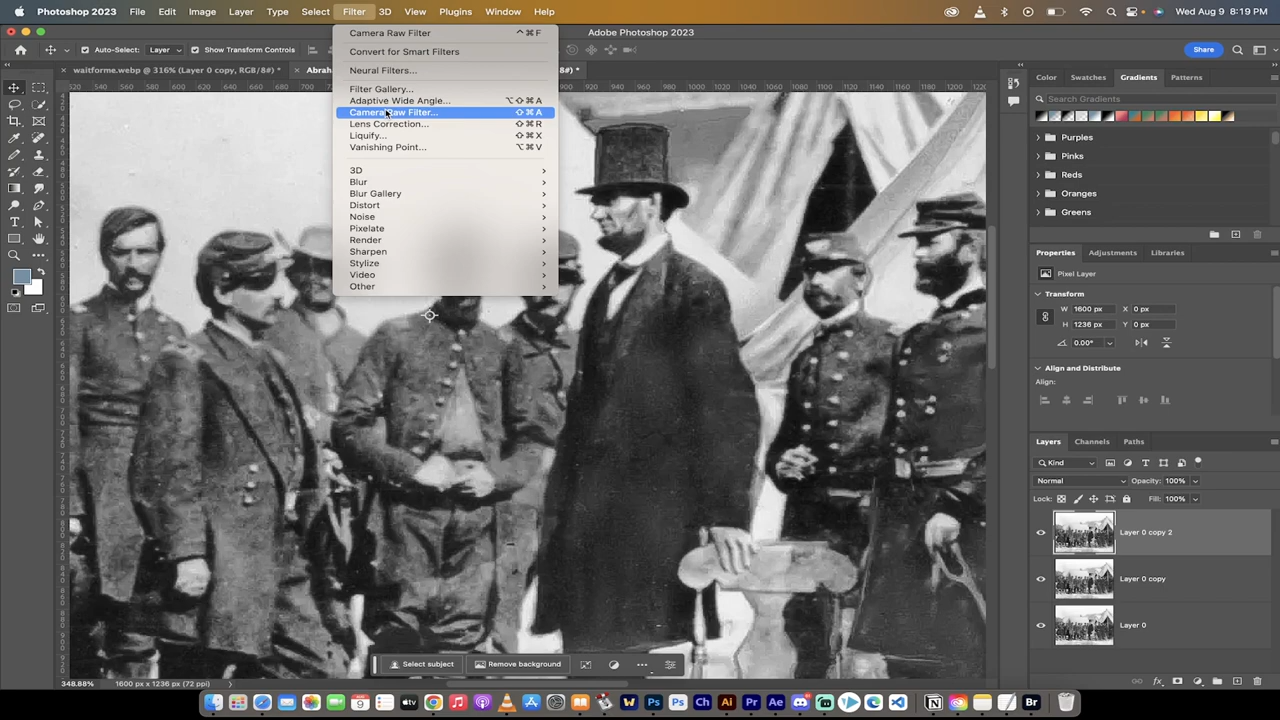 Photoshop 2023 File Edit Image Layer Type Select Filter 3D View Plugins Window Help Wed Aug 9 8:19 PM
Adobe Photoshop 2023
Auto-Select: Layer Show Transform Controls Share
waitforme.webp @ 316% (Layer 0 copy, RGB/8#) * Abrah 8#) *
Camera Raw Filter ^⌘F
Convert for Smart Filters
Neural Filters...
Filter Gallery...
Adaptive Wide Angle... ⌥⇧⌘A
Camera Raw Filter... ⇧⌘A
Lens Correction... ⇧⌘R
Liquify... ⇧⌘X
Vanishing Point... ⌥⌘V
3D
Blur
Blur Gallery
Distort
Noise
Pixelate
Render
Sharpen
Stylize
Video
Other
Select subject Remove background
348.88% 1600 px x 1236 px (72 ppi)
Color Swatches Gradients Patterns
Search Gradients
Purples
Pinks
Reds
Oranges
Greens
Properties Adjustments Libraries
Pixel Layer
Transform
W 1600 px X 0 px
H 1236 px Y 0 px
0.00°
Align and Distribute
Align:
Layers Channels Paths
Kind
Normal Opacity: 100%
Lock: Fill: 100%
Layer 0 copy 2
Layer 0 copy
Layer 0